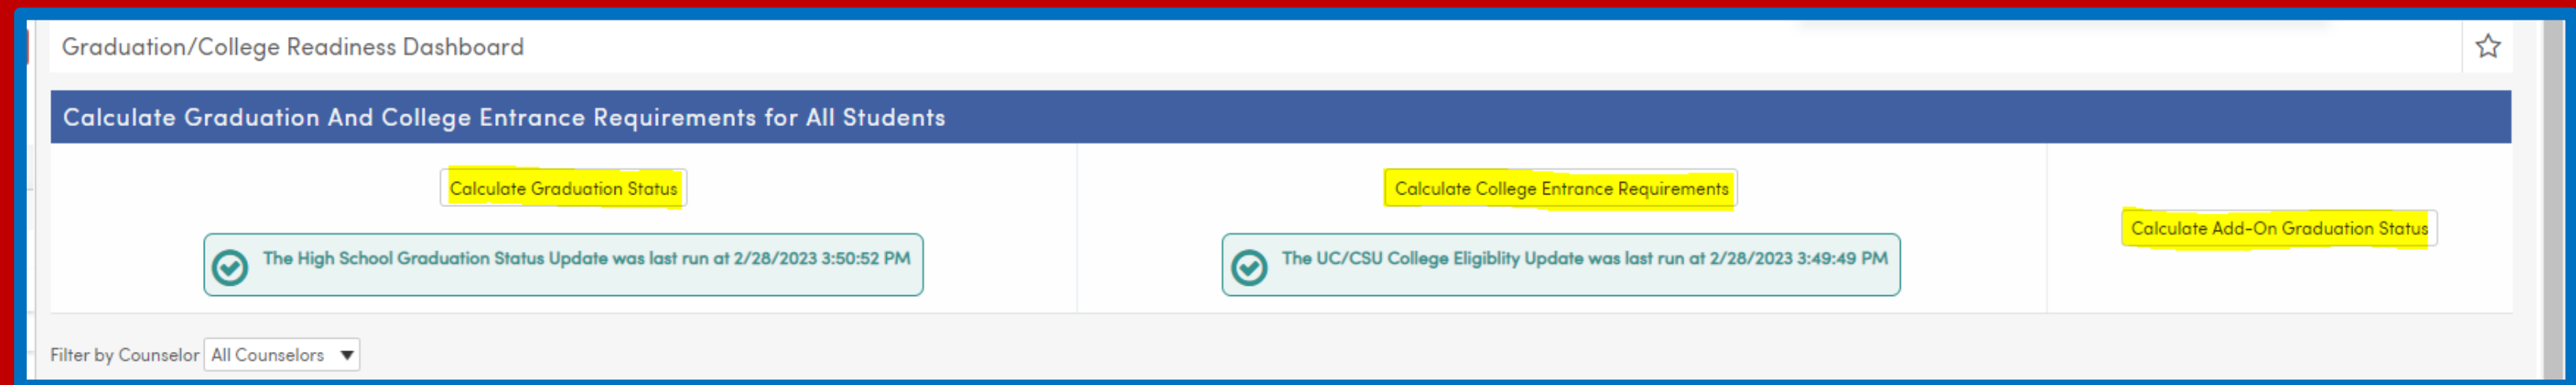 Graduation/College Readiness Dashboard
Calculate Graduation And College Entrance Requirements for All Students
Calculate Graduation Status
Calculate College Entrance Requirements
Calculate Add-On Graduation Status
The High School Graduation Status Update was last run at 2/28/2023 3:50:52 PM
The UC/CSU College Eligiblity Update was last run at 2/28/2023 3:49:49 PM
Filter by Counselor All Counselors